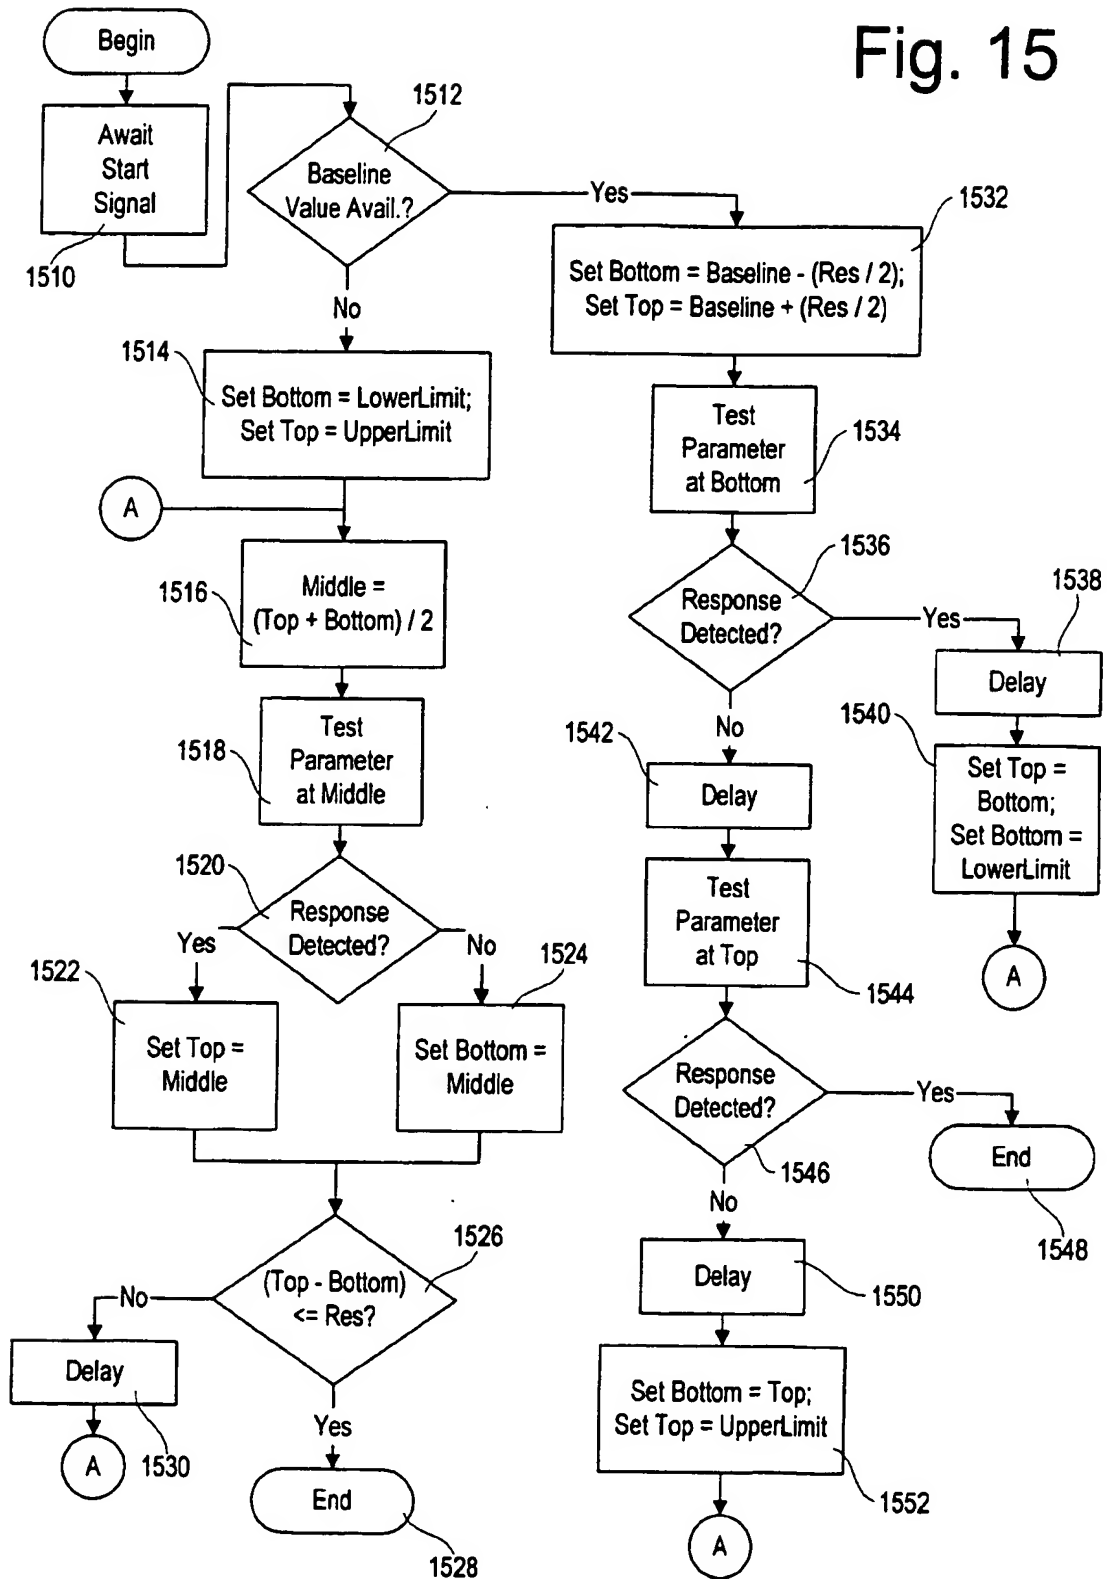 Fig. 15
Begin
Await
Start
Signal
1510
1512
Baseline
Value Avail.?
Yes
No
1514
Set Bottom = LowerLimit;
Set Top = UpperLimit
A
1516
Middle =
(Top + Bottom) / 2
1518
Test
Parameter
at Middle
1520
Response
Detected?
Yes
No
1522
Set Top =
Middle
1524
Set Bottom =
Middle
1526
(Top - Bottom)
<= Res?
No
Delay
1530
A
Yes
End
1528
1532
Set Bottom = Baseline - (Res / 2);
Set Top = Baseline + (Res / 2)
Test
Parameter
at Bottom
1534
1536
Response
Detected?
Yes
1538
Delay
1540
Set Top =
Bottom;
Set Bottom =
LowerLimit
A
No
1542
Delay
Test
Parameter
at Top
1544
Response
Detected?
1546
Yes
End
1548
No
Delay
1550
Set Bottom = Top;
Set Top = UpperLimit
1552
A